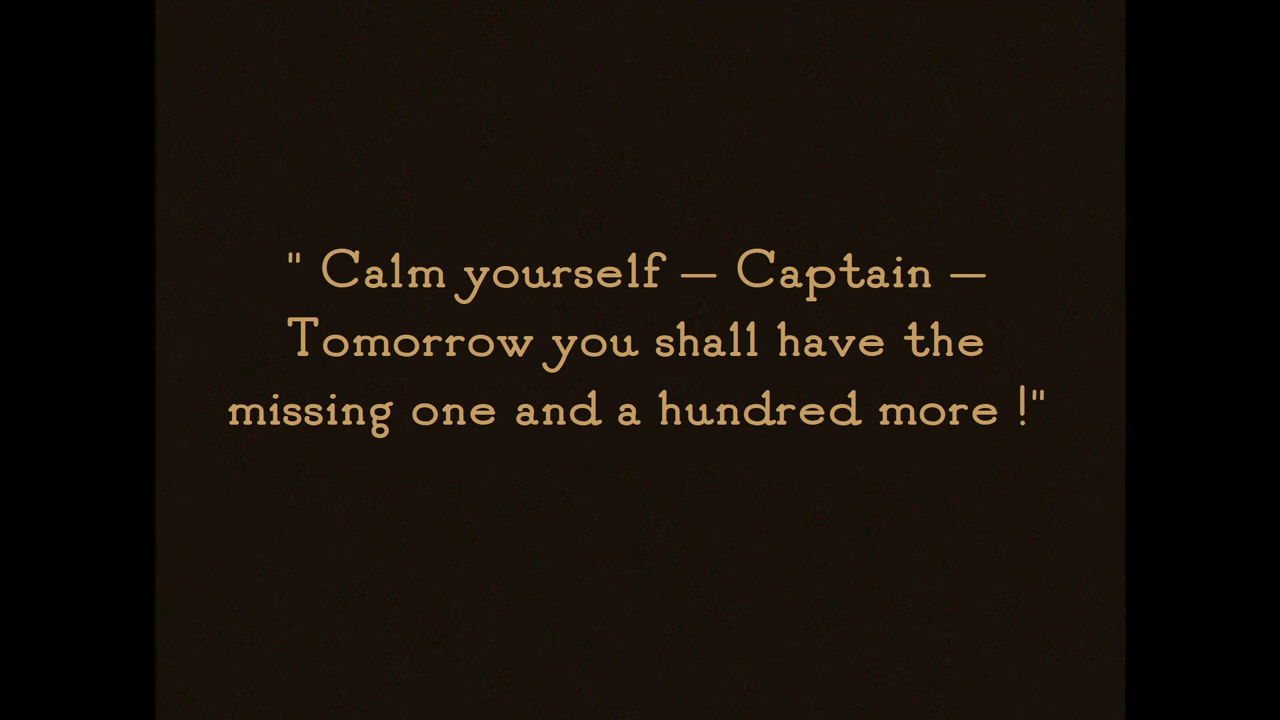 " Calm yourself — Captain —
Tomorrow you shall have the
missing one and a hundred more !"